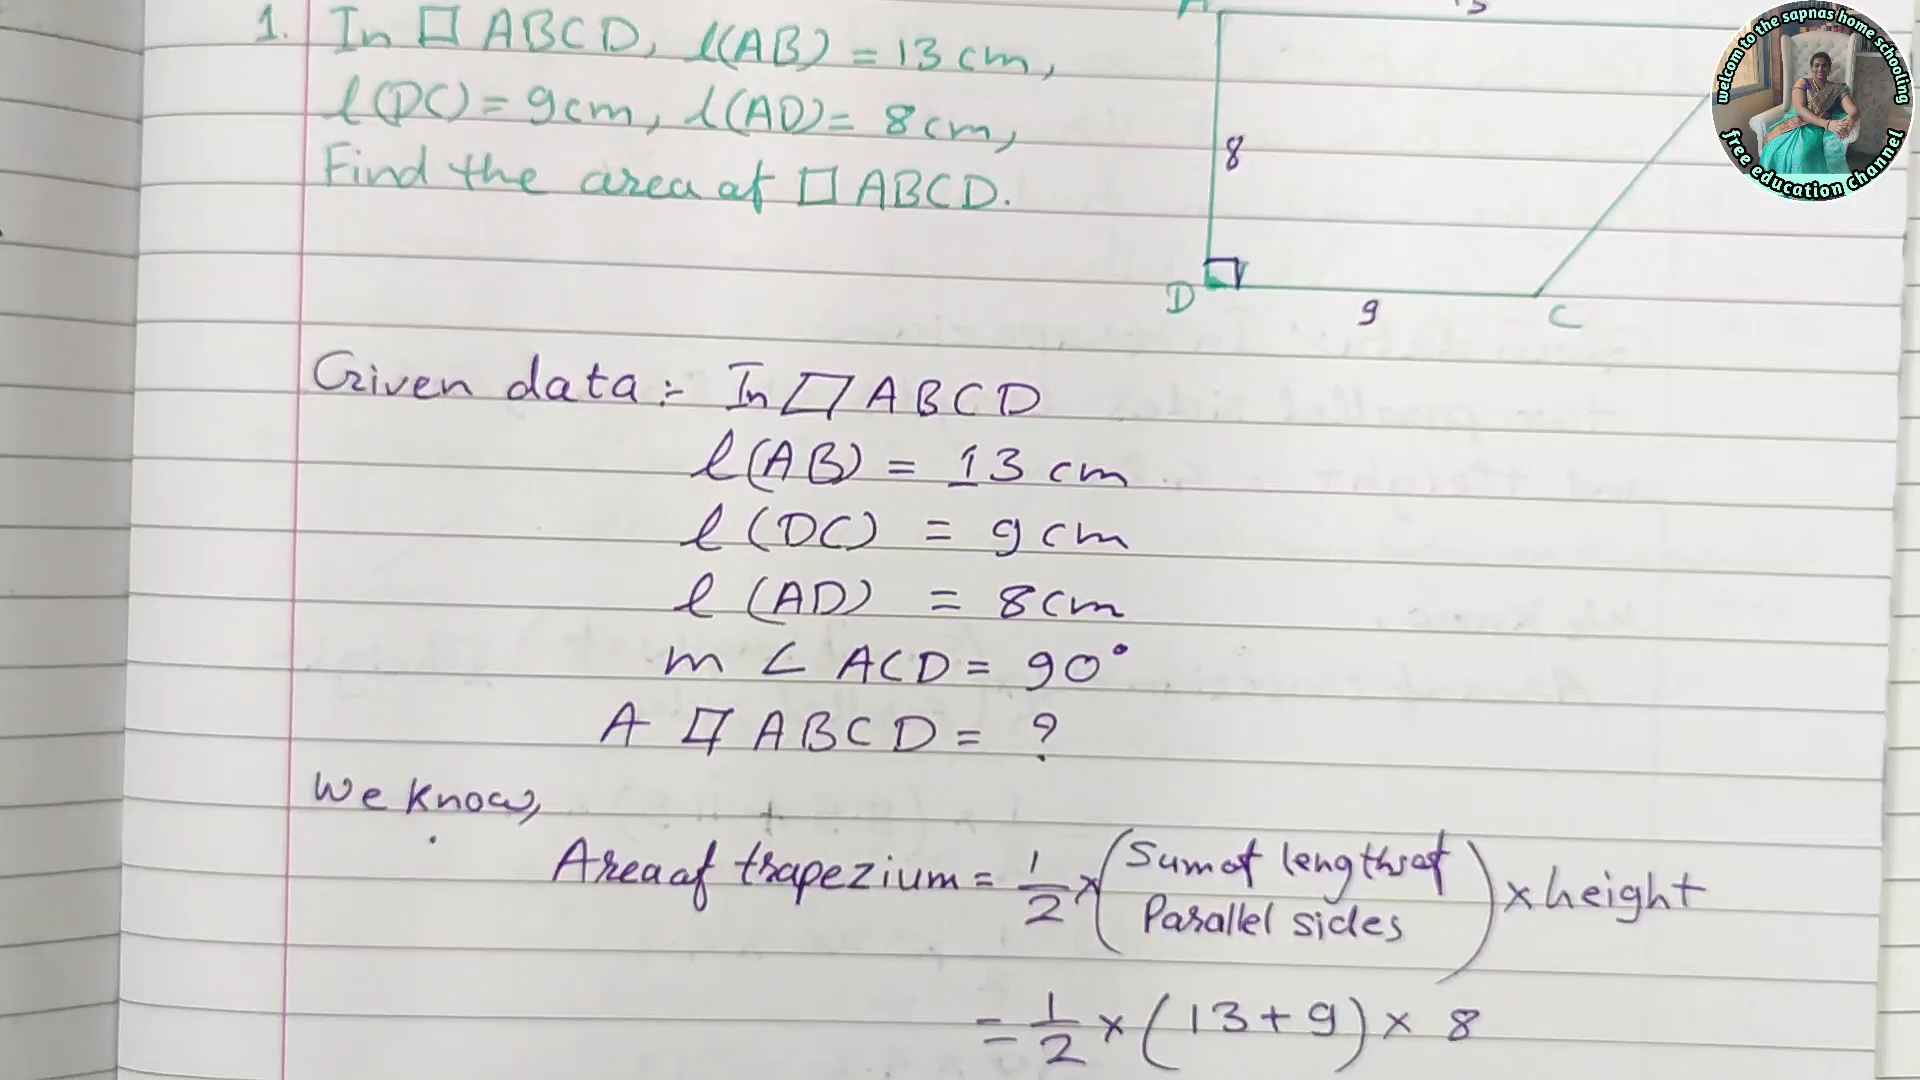 1. In □ ABCD, l(AB) = 13 cm,
l(DC) = 9cm, l(AD) = 8cm,
Find the area of □ ABCD.
A
8
D
9
C
welcom to the sapnas home schooling
free education channel
Given data :- In ▱ ABCD
l(AB) = 13 cm
l (DC) = 9 cm
l (AD) = 8cm
m ∠ ACD = 90°
A ▱ ABCD = ?
We know,
Area of trapezium = 1/2 × (Sum of lengths of Parallel sides) × height
= 1/2 × (13 + 9) × 8